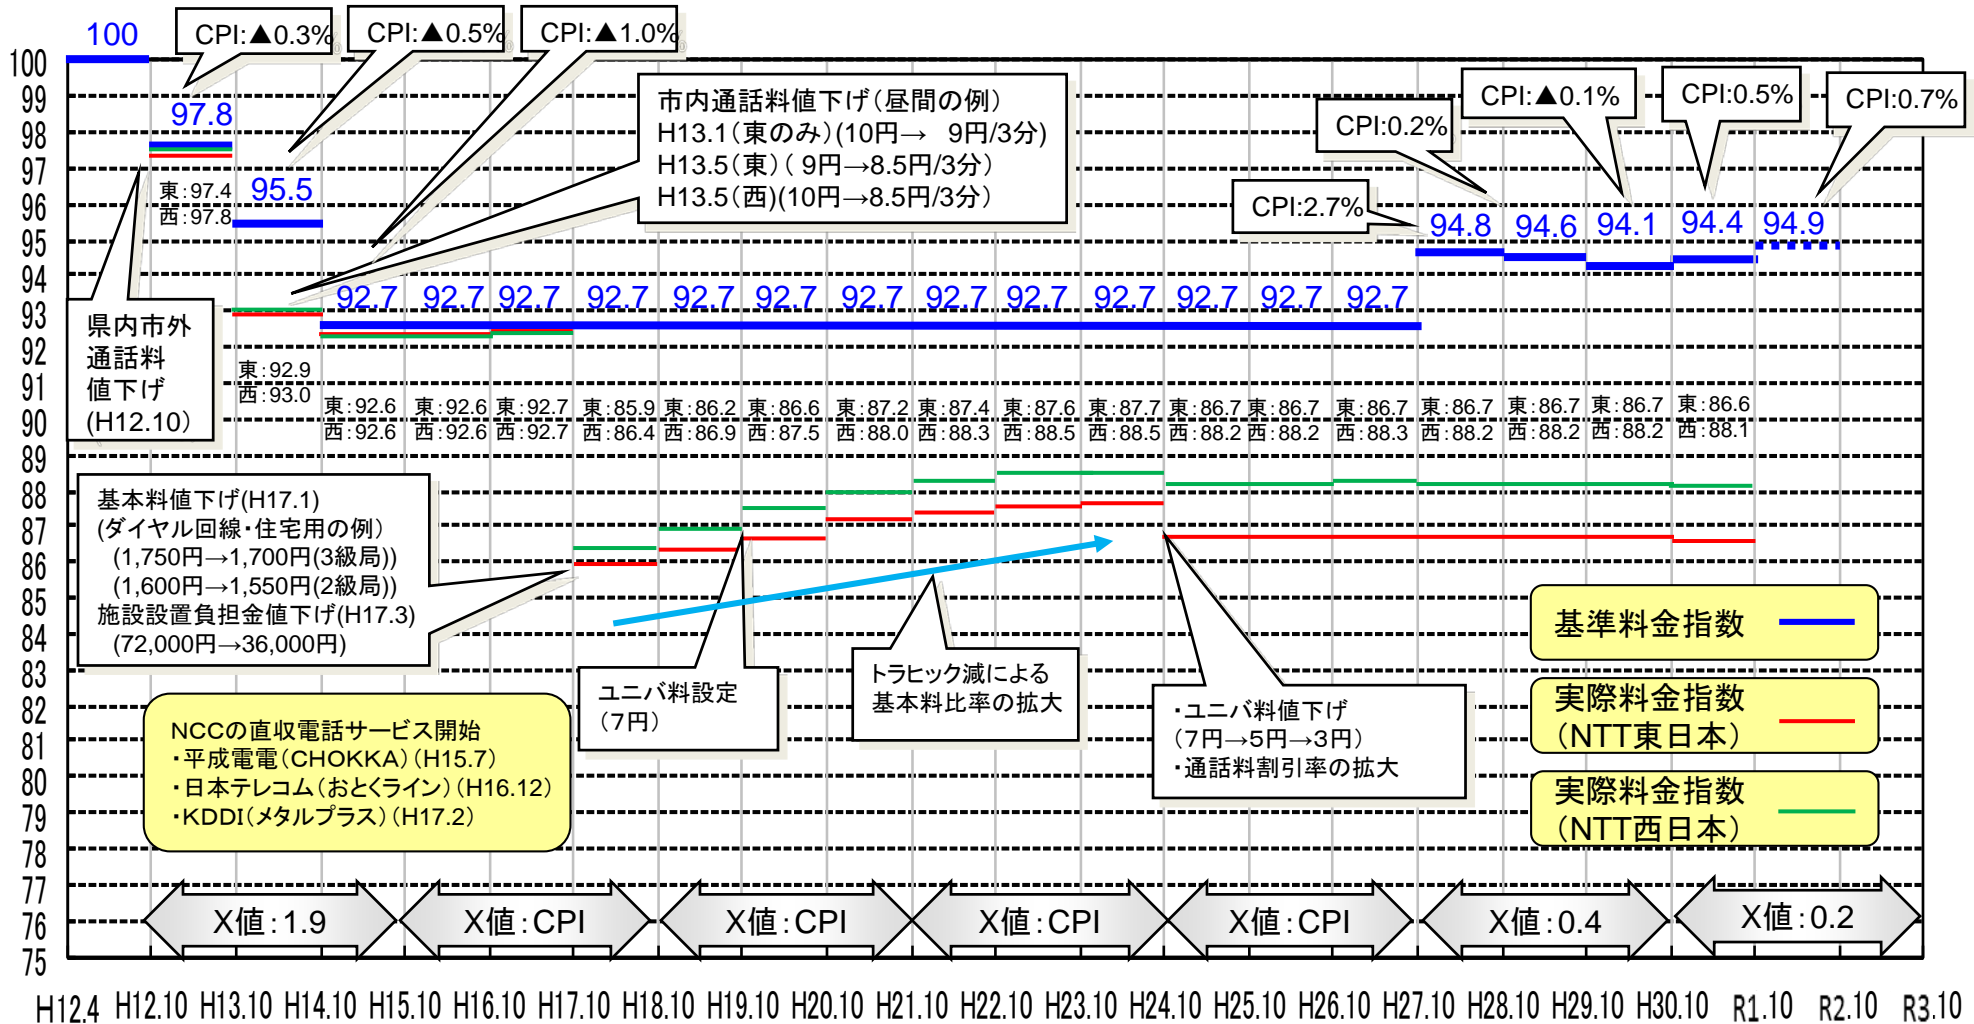 100
CPI:▲0.3%
CPI:▲0.5%
CPI:▲1.0%
97.8
95.5
東:97.4
西:97.8
市内通話料値下げ(昼間の例)
H13.1(東のみ)(10円→ 9円/3分)
H13.5(東)( 9円→8.5円/3分)
H13.5(西)(10円→8.5円/3分)
CPI:2.7%
CPI:0.2%
CPI:▲0.1%
CPI:0.5%
CPI:0.7%
94.8 94.6 94.1 94.4 94.9
92.7 92.7 92.7 92.7 92.7 92.7 92.7 92.7 92.7 92.7 92.7 92.7 92.7
県内市外
通話料
値下げ
(H12.10)
東:92.9
西:93.0
東:92.6 東:92.6 東:92.7 東:85.9 東:86.2 東:86.6 東:87.2 東:87.4 東:87.6 東:87.7 東:86.7 東:86.7 東:86.7 東:86.7 東:86.7 東:86.7 東:86.6
西:92.6 西:92.6 西:92.7 西:86.4 西:86.9 西:87.5 西:88.0 西:88.3 西:88.5 西:88.5 西:88.2 西:88.2 西:88.3 西:88.2 西:88.2 西:88.2 西:88.1
基本料値下げ(H17.1)
(ダイヤル回線・住宅用の例)
(1,750円→1,700円(3級局))
(1,600円→1,550円(2級局))
施設設置負担金値下げ(H17.3)
(72,000円→36,000円)
ユニバ料設定
(7円)
トラヒック減による
基本料比率の拡大
・ユニバ料値下げ
(7円→5円→3円)
・通話料割引率の拡大
NCCの直収電話サービス開始
・平成電電(CHOKKA)(H15.7)
・日本テレコム(おとくライン)(H16.12)
・KDDI(メタルプラス)(H17.2)
基準料金指数
実際料金指数
(NTT東日本)
実際料金指数
(NTT西日本)
X値:1.9 X値:CPI X値:CPI X値:CPI X値:CPI X値:0.4 X値:0.2
100
99
98
97
96
95
94
93
92
91
90
89
88
87
86
85
84
83
82
81
80
79
78
77
76
75
H12.4 H12.10 H13.10 H14.10 H15.10 H16.10 H17.10 H18.10 H19.10 H20.10 H21.10 H22.10 H23.10 H24.10 H25.10 H26.10 H27.10 H28.10 H29.10 H30.10 R1.10 R2.10 R3.10